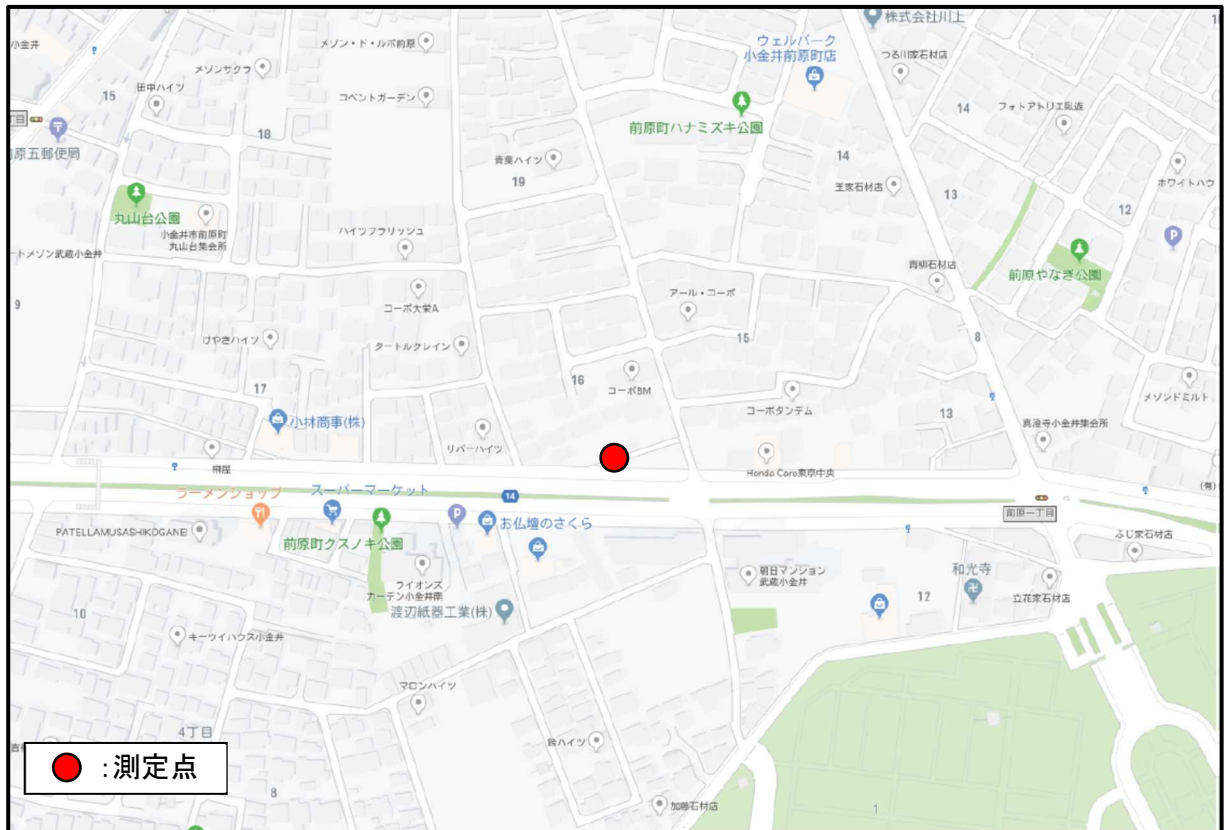 株式会社川上
小金井
メゾン・ド・ルポ前原
ウェルパーク
小金井前原町店
つる川家石材店
メゾンサクラ
田中ハイツ
15
コベントガーデン
14
フォトアトリエ乱遊
丁目
前原町ハナミズキ公園
18
原五郵便局
青葉ハイツ
14
19
ホワイトハウ
王家石材店
13
12
丸山台公園
小金井市前原町
丸山台集会所
ハイツフラリッシュ
ートメゾン武蔵小金井
青柳石材店
前原やなぎ公園
アール・コーポ
9
コーポ大栄A
けやきハイツ
タートルクレイン
15
8
16
コーポBM
17
メゾンドミルト
コーポタンデム
13
小林商事(株)
真澄寺小金井集会所
リバーハイツ
Honda Cars東京中央
桝屋
(有)
ラーメンショップ
スーパーマーケット
14
前原一丁目
お仏壇のさくら
PATELLAMUSASHIKOGANEI
ふじ家石材店
前原町クスノキ公園
朝日マンション
武蔵小金井
和光寺
ライオンズ
ガーデン小金井南
12
立花家石材店
10
渡辺紙器工業(株)
キーウイハウス小金井
マロンハイツ
4丁目
鈴ハイツ
:測定点
8
加藤石材店
1